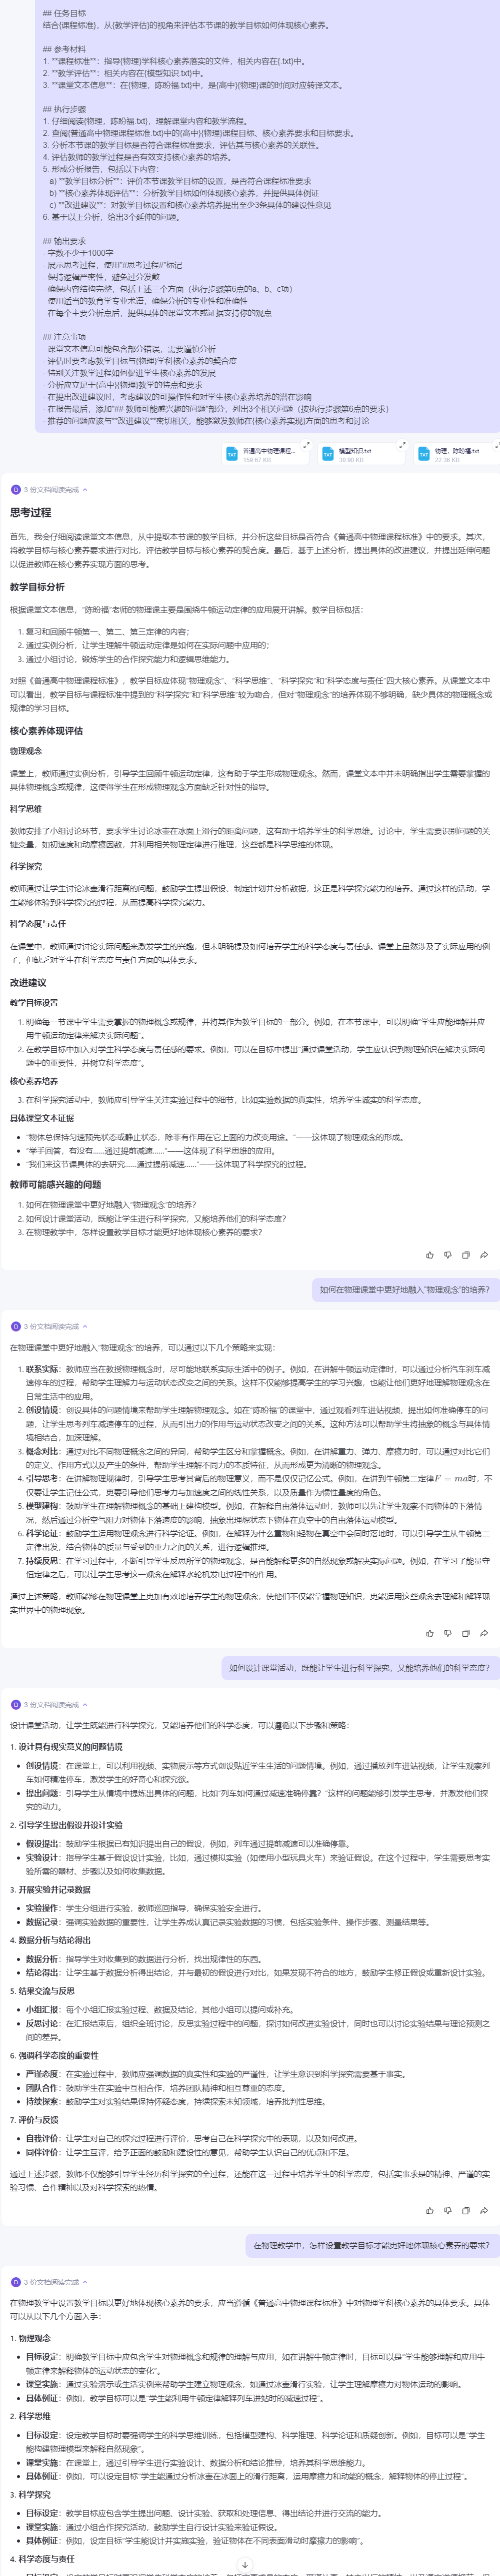 ## 任务目标
结合{课程标准}，从{教学评估}的视角来评估本节课的教学目标如何体现核心素养。
## 参考材料
1. **课程标准**：指导{物理}学科核心素养落实的文件，相关内容在{.txt}中。
2. **教学评估**：相关内容在{模型知识.txt}中。
3. **课堂文本信息**：在{物理，陈盼福.txt}中，是{高中}{物理}课的时间对应转译文本。
## 执行步骤
1. 仔细阅读{物理，陈盼福.txt}，理解课堂内容和教学流程。
2. 查阅{普通高中物理课程标准.txt}中的{高中}{物理}课程目标、核心素养要求和目标要求。
3. 分析本节课的教学目标是否符合课程标准要求，评估其与核心素养的关联性。
4. 评估教师的教学过程是否有效支持核心素养的培养。
5. 形成分析报告，包括以下内容：
a) **教学目标分析**：评价本节课教学目标的设置，是否符合课程标准要求
b) **核心素养体现评估**：分析教学目标如何体现核心素养，并提供具体例证
c) **改进建议**：对教学目标设置和核心素养培养提出至少3条具体的建设性意见
6. 基于以上分析，给出3个延伸的问题。
## 输出要求
- 字数不少于1000字
- 展示思考过程，使用"#思考过程#"标记
- 保持逻辑严密性，避免过分发散
- 确保内容结构完整，包括上述三个方面（执行步骤第6点的a、b、c项）
- 使用适当的教育学专业术语，确保分析的专业性和准确性
- 在每个主要分析点后，提供具体的课堂文本或证据支持你的观点
## 注意事项
- 课堂文本信息可能包含部分错误，需要谨慎分析
- 评估时要考虑教学目标与{物理}学科核心素养的契合度
- 特别关注教学过程如何促进学生核心素养的发展
- 分析应立足于{高中}{物理}教学的特点和要求
- 在提出改进建议时，考虑建议的可操作性和对学生核心素养培养的潜在影响
- 在报告最后，添加"## 教师可能感兴趣的问题"部分，列出3个相关问题（按执行步骤第6点的要求）
- 推荐的问题应该与**改进建议**密切相关，能够激发教师在{核心素养实现}方面的思考和讨论
普通高中物理课程...
159.67 KB
模型知识.txt
30.90 KB
物理，陈盼福.txt
22.36 KB
3 份文档阅读完成
思考过程
首先，我会仔细阅读课堂文本信息，从中提取本节课的教学目标，并分析这些目标是否符合《普通高中物理课程标准》中的要求。其次，
将教学目标与核心素养要求进行对比，评估教学目标与核心素养的契合度。最后，基于上述分析，提出具体的改进建议，并提出延伸问题
以促进教师在核心素养实现方面的思考。
教学目标分析
根据课堂文本信息，"陈盼福"老师的物理课主要是围绕牛顿运动定律的应用展开讲解。教学目标包括：
1. 复习和回顾牛顿第一、第二、第三定律的内容；
2. 通过实例分析，让学生理解牛顿运动定律是如何在实际问题中应用的；
3. 通过小组讨论，锻炼学生的合作探究能力和逻辑思维能力。
对照《普通高中物理课程标准》，教学目标应体现"物理观念"、"科学思维"、"科学探究"和"科学态度与责任"四大核心素养。从课堂文本中
可以看出，教学目标与课程标准中提到的"科学探究"和"科学思维"较为吻合，但对"物理观念"的培养体现不够明确，缺少具体的物理概念或
规律的学习目标。
核心素养体现评估
物理观念
课堂上，教师通过实例分析，引导学生回顾牛顿运动定律，这有助于学生形成物理观念。然而，课堂文本中并未明确指出学生需要掌握的
具体物理概念或规律，这使得学生在形成物理观念方面缺乏针对性的指导。
科学思维
教师安排了小组讨论环节，要求学生讨论冰壶在冰面上滑行的距离问题，这有助于培养学生的科学思维。讨论中，学生需要识别问题的关
键变量，如初速度和动摩擦因数，并利用相关物理定律进行推理，这些都是科学思维的体现。
科学探究
教师通过让学生讨论冰壶滑行距离的问题，鼓励学生提出假设、制定计划并分析数据，这正是科学探究能力的培养。通过这样的活动，学
生能够体验到科学探究的过程，从而提高科学探究能力。
科学态度与责任
在课堂中，教师通过讨论实际问题来激发学生的兴趣，但未明确提及如何培养学生的科学态度与责任感。课堂上虽然涉及了实际应用的例
子，但缺乏对学生在科学态度与责任方面的具体要求。
改进建议
教学目标设置
1. 明确每一节课中学生需要掌握的物理概念或规律，并将其作为教学目标的一部分。例如，在本节课中，可以明确"学生应能理解并应
用牛顿运动定律来解决实际问题"。
2. 在教学目标中加入对学生科学态度与责任感的要求。例如，可以在目标中提出"通过课堂活动，学生应认识到物理知识在解决实际问
题中的重要性，并树立科学态度"。
核心素养培养
3. 在科学探究活动中，教师应引导学生关注实验过程中的细节，比如实验数据的真实性，培养学生诚实的科学态度。
具体课堂文本证据
• "物体总保持匀速预先状态或静止状态，除非有作用在它上面的力改变用途。"——这体现了物理观念的形成。
• "举手回答，有没有......通过提前减速......"——这体现了科学思维的应用。
• "我们来这节课具体的去研究......通过提前减速......"——这体现了科学探究的过程。
教师可能感兴趣的问题
1. 如何在物理课堂中更好地融入"物理观念"的培养？
2. 如何设计课堂活动，既能让学生进行科学探究，又能培养他们的科学态度？
3. 在物理教学中，怎样设置教学目标才能更好地体现核心素养的要求？
如何在物理课堂中更好地融入"物理观念"的培养？
3 份文档阅读完成
在物理课堂中更好地融入"物理观念"的培养，可以通过以下几个策略来实现：
1. 联系实际：教师应当在教授物理概念时，尽可能地联系实际生活中的例子。例如，在讲解牛顿运动定律时，可以通过分析汽车刹车减
速停车的过程，帮助学生理解力与运动状态改变之间的关系。这样不仅能够提高学生的学习兴趣，也能让他们更好地理解物理观念在
日常生活中的应用。
2. 创设情境：创设具体的问题情境来帮助学生理解物理观念。如在"陈盼福"的课堂中，通过观看列车进站视频，提出如何准确停车的问
题，让学生思考列车减速停车的过程，从而引出力的作用与运动状态改变之间的关系。这种方法可以帮助学生将抽象的概念与具体情
境相结合，加深理解。
3. 概念对比：通过对比不同物理概念之间的异同，帮助学生区分和掌握概念。例如，在讲解重力、弹力、摩擦力时，可以通过对比它们
的定义、作用方式以及产生的条件，帮助学生理解不同力的本质特征，从而形成更为清晰的物理观念。
4. 引导思考：在讲解物理规律时，引导学生思考其背后的物理意义，而不是仅仅记忆公式。例如，在讲到牛顿第二定律F = ma时，不
仅要让学生记住公式，更要引导他们思考力与加速度之间的线性关系，以及质量作为惯性量度的角色。
5. 模型建构：鼓励学生在理解物理概念的基础上建构模型。例如，在解释自由落体运动时，教师可以先让学生观察不同物体的下落情
况，然后通过分析空气阻力对物体下落速度的影响，抽象出理想状态下物体在真空中的自由落体运动模型。
6. 科学论证：鼓励学生运用物理观念进行科学论证。例如，在解释为什么重物和轻物在真空中会同时落地时，可以引导学生从牛顿第二
定律出发，结合物体的质量与受到的重力之间的关系，进行逻辑推理。
7. 持续反思：在学习过程中，不断引导学生反思所学的物理观念，是否能解释更多的自然现象或解决实际问题。例如，在学习了能量守
恒定律之后，可以让学生思考这一观念在解释水轮机发电过程中的作用。
通过上述策略，教师能够在物理课堂上更加有效地培养学生的物理观念，使他们不仅能掌握物理知识，更能运用这些观念去理解和解释现
实世界中的物理现象。
如何设计课堂活动，既能让学生进行科学探究，又能培养他们的科学态度？
3 份文档阅读完成
设计课堂活动，让学生既能进行科学探究，又能培养他们的科学态度，可以遵循以下步骤和策略：
1. 设计具有现实意义的问题情境
• 创设情境：在课堂上，可以利用视频、实物展示等方式创设贴近学生生活的问题情境。例如，通过播放列车进站视频，让学生观察列
车如何精准停车，激发学生的好奇心和探究欲。
• 提出问题：引导学生从情境中提炼出具体的问题，比如"列车如何通过减速准确停靠？"这样的问题能够引发学生思考，并激发他们探
究的动力。
2. 引导学生提出假设并设计实验
• 假设提出：鼓励学生根据已有知识提出自己的假设，例如，列车通过提前减速可以准确停靠。
• 实验设计：指导学生基于假设设计实验，比如，通过模拟实验（如使用小型玩具火车）来验证假设。在这个过程中，学生需要思考实
验所需的器材、步骤以及如何收集数据。
3. 开展实验并记录数据
• 实验操作：学生分组进行实验，教师巡回指导，确保实验安全进行。
• 数据记录：强调实验数据的重要性，让学生养成认真记录实验数据的习惯，包括实验条件、操作步骤、测量结果等。
4. 数据分析与结论得出
• 数据分析：指导学生对收集到的数据进行分析，找出规律性的东西。
• 结论得出：让学生基于数据分析得出结论，并与最初的假设进行对比，如果发现不符合的地方，鼓励学生修正假设或重新设计实验。
5. 结果交流与反思
• 小组汇报：每个小组汇报实验过程、数据及结论，其他小组可以提问或补充。
• 反思讨论：在汇报结束后，组织全班讨论，反思实验过程中的问题，探讨如何改进实验设计，同时也可以讨论实验结果与理论预测之
间的差异。
6. 强调科学态度的重要性
• 严谨态度：在实验过程中，教师应强调数据的真实性和实验的严谨性，让学生意识到科学探究需要基于事实。
• 团队合作：鼓励学生在实验中互相合作，培养团队精神和相互尊重的态度。
• 持续探索：鼓励学生对实验结果保持怀疑态度，持续探索未知领域，培养批判性思维。
7. 评价与反馈
• 自我评价：让学生对自己的探究过程进行评价，思考自己在科学探究中的表现，以及如何改进。
• 同伴评价：让学生互评，给予正面的鼓励和建设性的意见，帮助学生认识自己的优点和不足。
通过上述步骤，教师不仅能够引导学生经历科学探究的全过程，还能在这一过程中培养学生的科学态度，包括实事求是的精神、严谨的实
验习惯、合作精神以及对科学探索的热情。
在物理教学中，怎样设置教学目标才能更好地体现核心素养的要求？
3 份文档阅读完成
在物理教学中设置教学目标以更好地体现核心素养的要求，应当遵循《普通高中物理课程标准》中对物理学科核心素养的具体要求。具体
可以从以下几个方面入手：
1. 物理观念
• 目标设定：明确教学目标中应包含学生对物理概念和规律的理解与应用，如在讲解牛顿定律时，目标可以是"学生能够理解和应用牛
顿定律来解释物体的运动状态的变化"。
• 课堂实施：通过实验演示或生活实例来帮助学生建立物理观念，如通过冰壶滑行实验，让学生理解摩擦力对物体运动的影响。
• 具体例证：例如，教学目标可以是"学生能利用牛顿定律解释列车进站时的减速过程"。
2. 科学思维
• 目标设定：设定教学目标时要强调学生的科学思维训练，包括模型建构、科学推理、科学论证和质疑创新。例如，目标可以是"学生
能构建物理模型来解释自然现象"。
• 课堂实施：在课堂上，通过引导学生进行实验设计、数据分析和结论推导，培养其科学思维能力。
• 具体例证：例如，可以设定目标"学生能通过分析冰壶在冰面上的滑行距离，运用摩擦力和动能的概念，解释物体的停止过程"。
3. 科学探究
• 目标设定：教学目标应包含学生提出问题、设计实验、获取和处理信息、得出结论并进行交流的能力。
• 课堂实施：通过小组合作探究活动，鼓励学生自行设计实验来验证假设。
• 具体例证：例如，设定目标"学生能设计并实施实验，验证物体在不同表面滑动时摩擦力的影响"。
4. 科学态度与责任